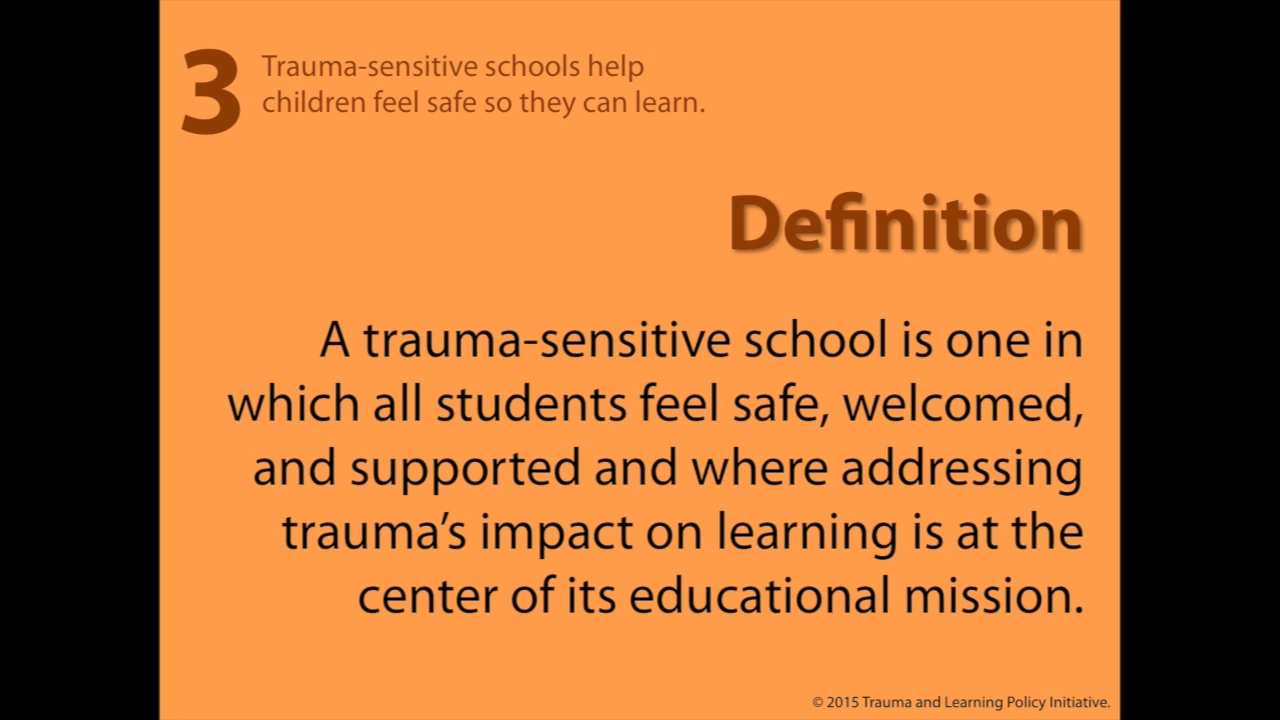 3
Trauma-sensitive schools help
children feel safe so they can learn.
Definition
A trauma-sensitive school is one in
which all students feel safe, welcomed,
and supported and where addressing
trauma’s impact on learning is at the
center of its educational mission.
© 2015 Trauma and Learning Policy Initiative.